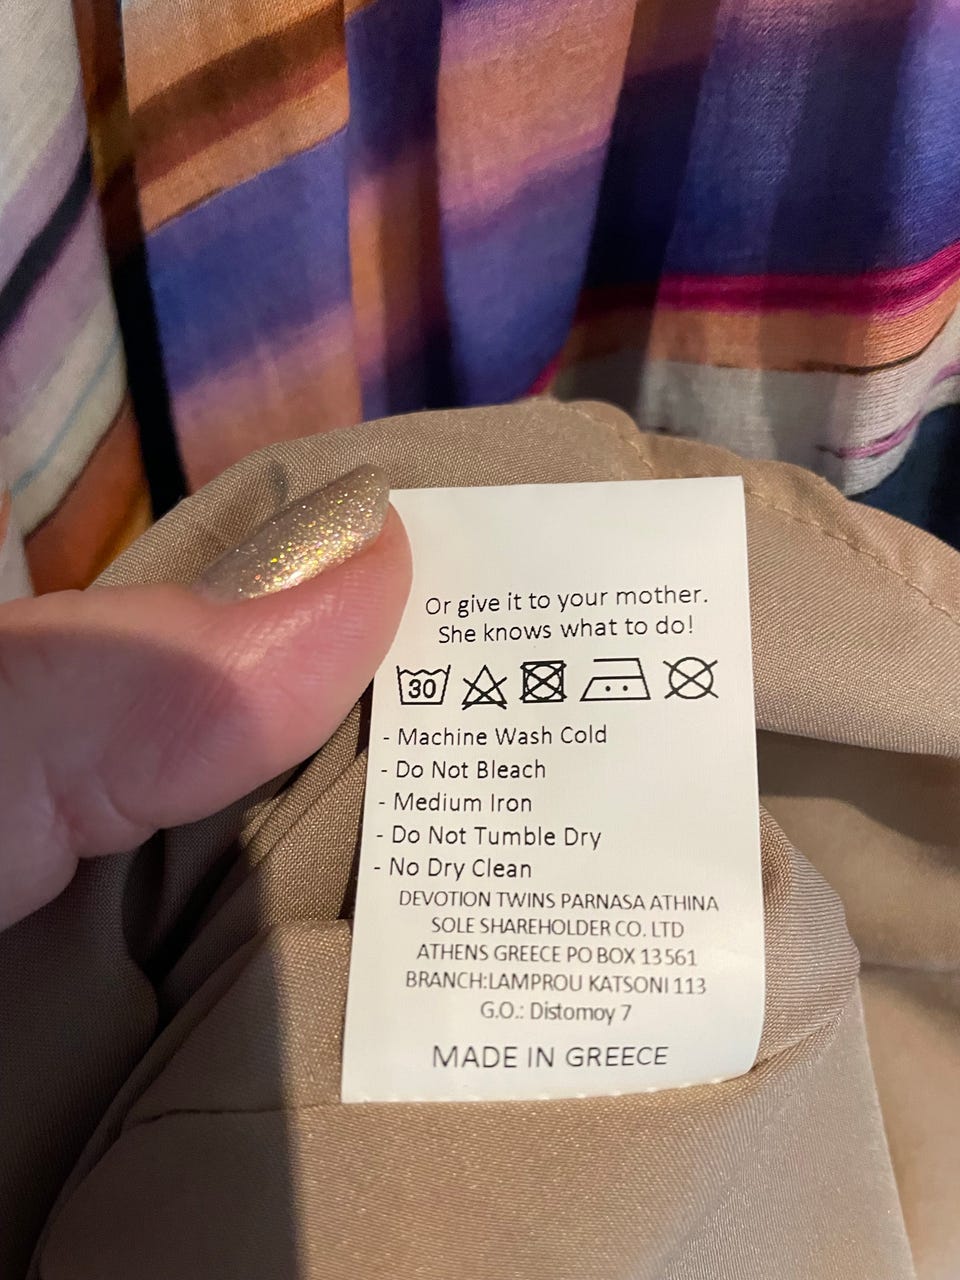 Or give it to your mother.
She knows what to do!
30
- Machine Wash Cold
- Do Not Bleach
- Medium Iron
- Do Not Tumble Dry
- No Dry Clean
DEVOTION TWINS PARNASA ATHINA
SOLE SHAREHOLDER CO. LTD
ATHENS GREECE PO BOX 13561
BRANCH:LAMPROU KATSONI 113
G.O.: Distomoy 7
MADE IN GREECE